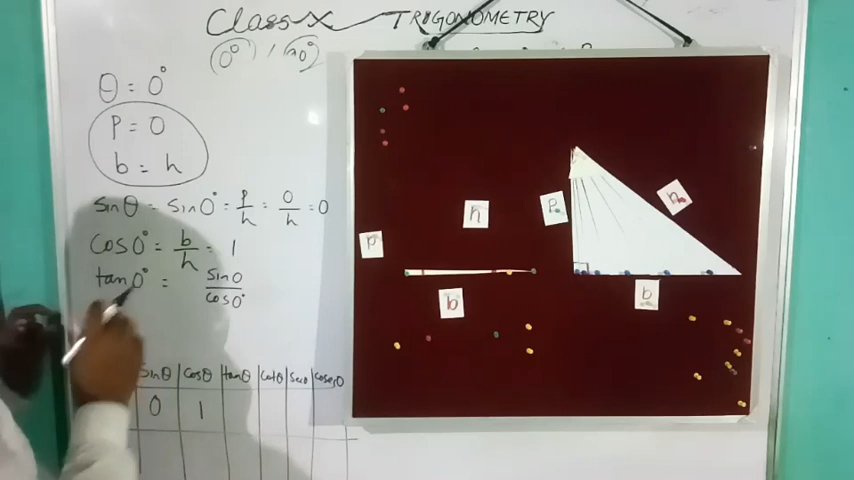 Class X TRIGONOMETRY
(0°) / (90°)
θ = 0°
P = 0
b = h
sinθ = sin0° = P/h = 0/h = 0
cos0° = b/h = 1
tan0° = sin0/cos0°
sinθ cosθ tanθ cotθ secθ cosecθ
0 1
P h b
P h b